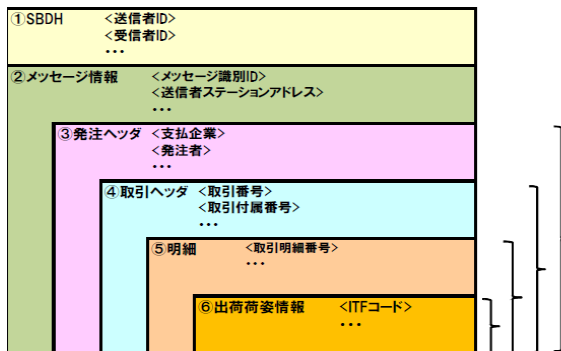 ①SBDH <送信者ID>
<受信者ID>
･･･
②メッセージ情報 <メッセージ識別ID>
<送信者ステーションアドレス>
･･･
③発注ヘッダ <支払企業>
<発注者>
･･･
④取引ヘッダ <取引番号>
<取引付属番号>
･･･
⑤明細 <取引明細番号>
･･･
⑥出荷荷姿情報 <ITFコード>
･･･